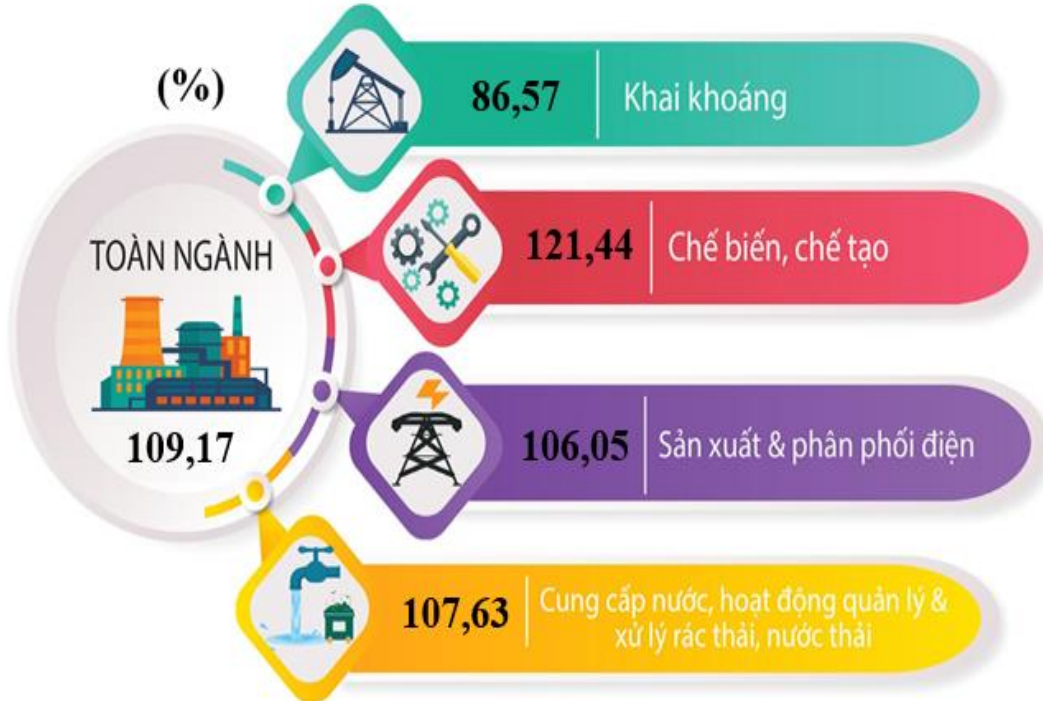 (%)
86,57
Khai khoáng
121,44
Chế biến, chế tạo
TOÀN NGÀNH
109,17
106,05
Sản xuất & phân phối điện
107,63
Cung cấp nước, hoạt động quản lý &
xử lý rác thải, nước thải